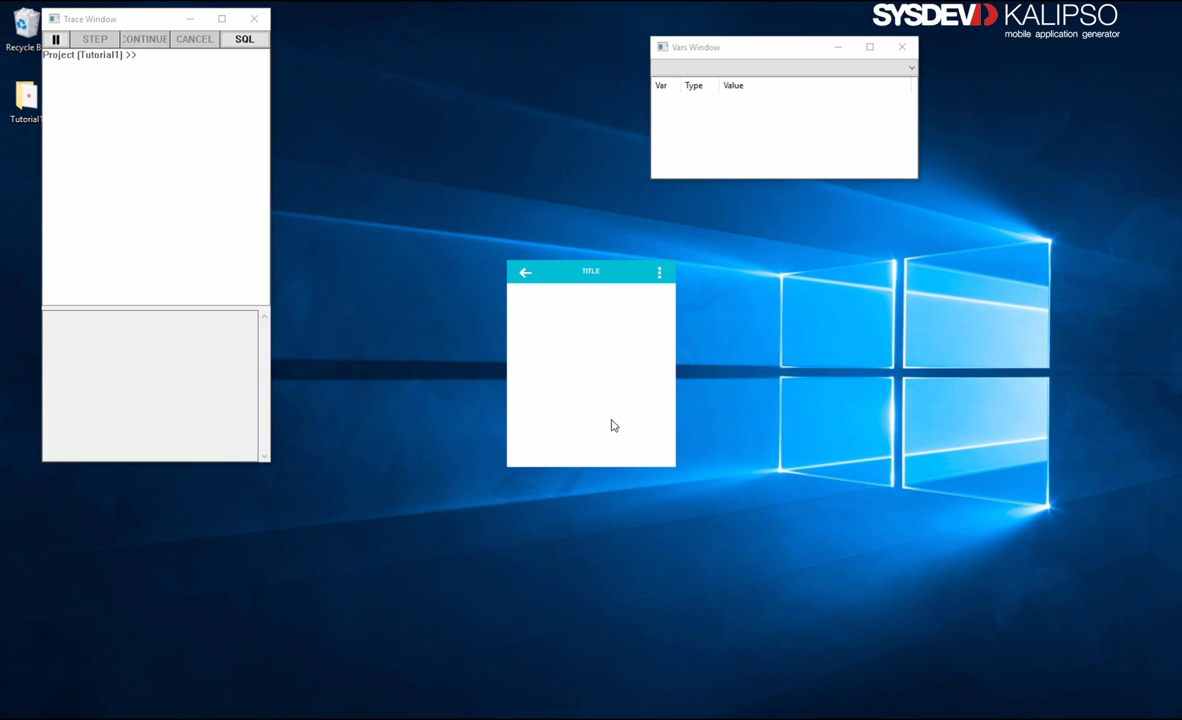 Recycle B
Tutorial1
Trace Window
STEP
CONTINUE
CANCEL
SQL
Project (Tutorial1) >>
Vars Window
Var
Type
Value
TITLE
SYSDEV KALIPSO
mobile application generator